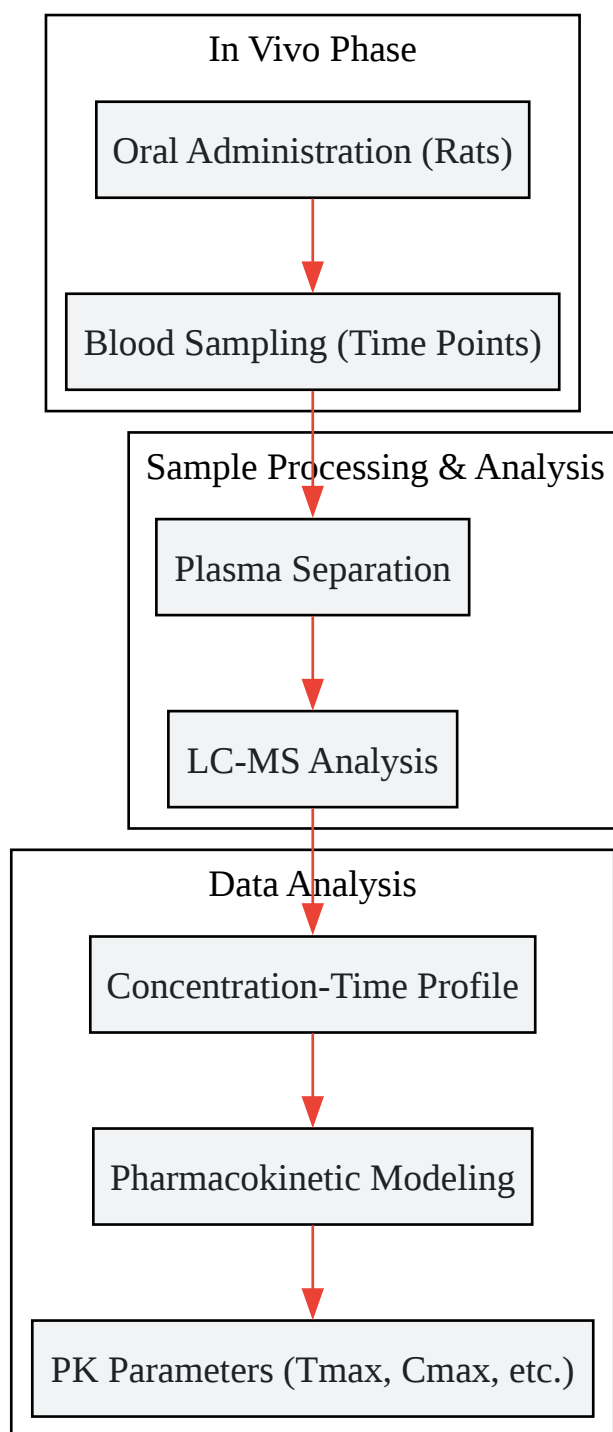 In Vivo Phase
Oral Administration (Rats)
Blood Sampling (Time Points)
Sample Processing & Analysis
Plasma Separation
LC-MS Analysis
Data Analysis
Concentration-Time Profile
Pharmacokinetic Modeling
PK Parameters (Tmax, Cmax, etc.)